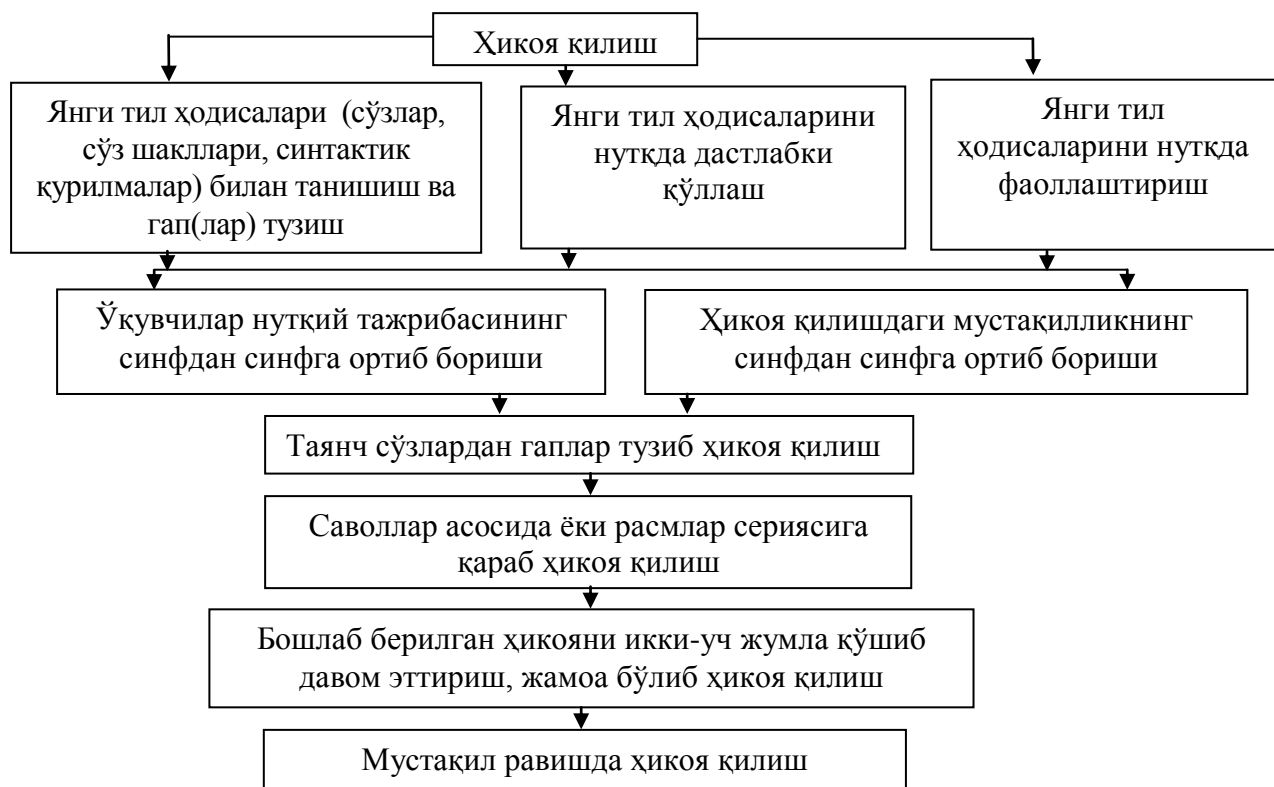 Ҳикоя қилиш
Янги тил ҳодисалари (сўзлар,
сўз шакллари, синтактик
қурилмалар) билан танишиш ва
гап(лар) тузиш
Янги тил ҳодисаларини
нутқда дастлабки
қўллаш
Янги тил
ҳодисаларини нутқда
фаоллаштириш
Ўқувчилар нутқий тажрибасининг
синфдан синфга ортиб бориши
Ҳикоя қилишдаги мустақилликнинг
синфдан синфга ортиб бориши
Таянч сўзлардан гаплар тузиб ҳикоя қилиш
Саволлар асосида ёки расмлар сериясига
қараб ҳикоя қилиш
Бошлаб берилган ҳикояни икки-уч жумла қўшиб
давом эттириш, жамоа бўлиб ҳикоя қилиш
Мустақил равишда ҳикоя қилиш